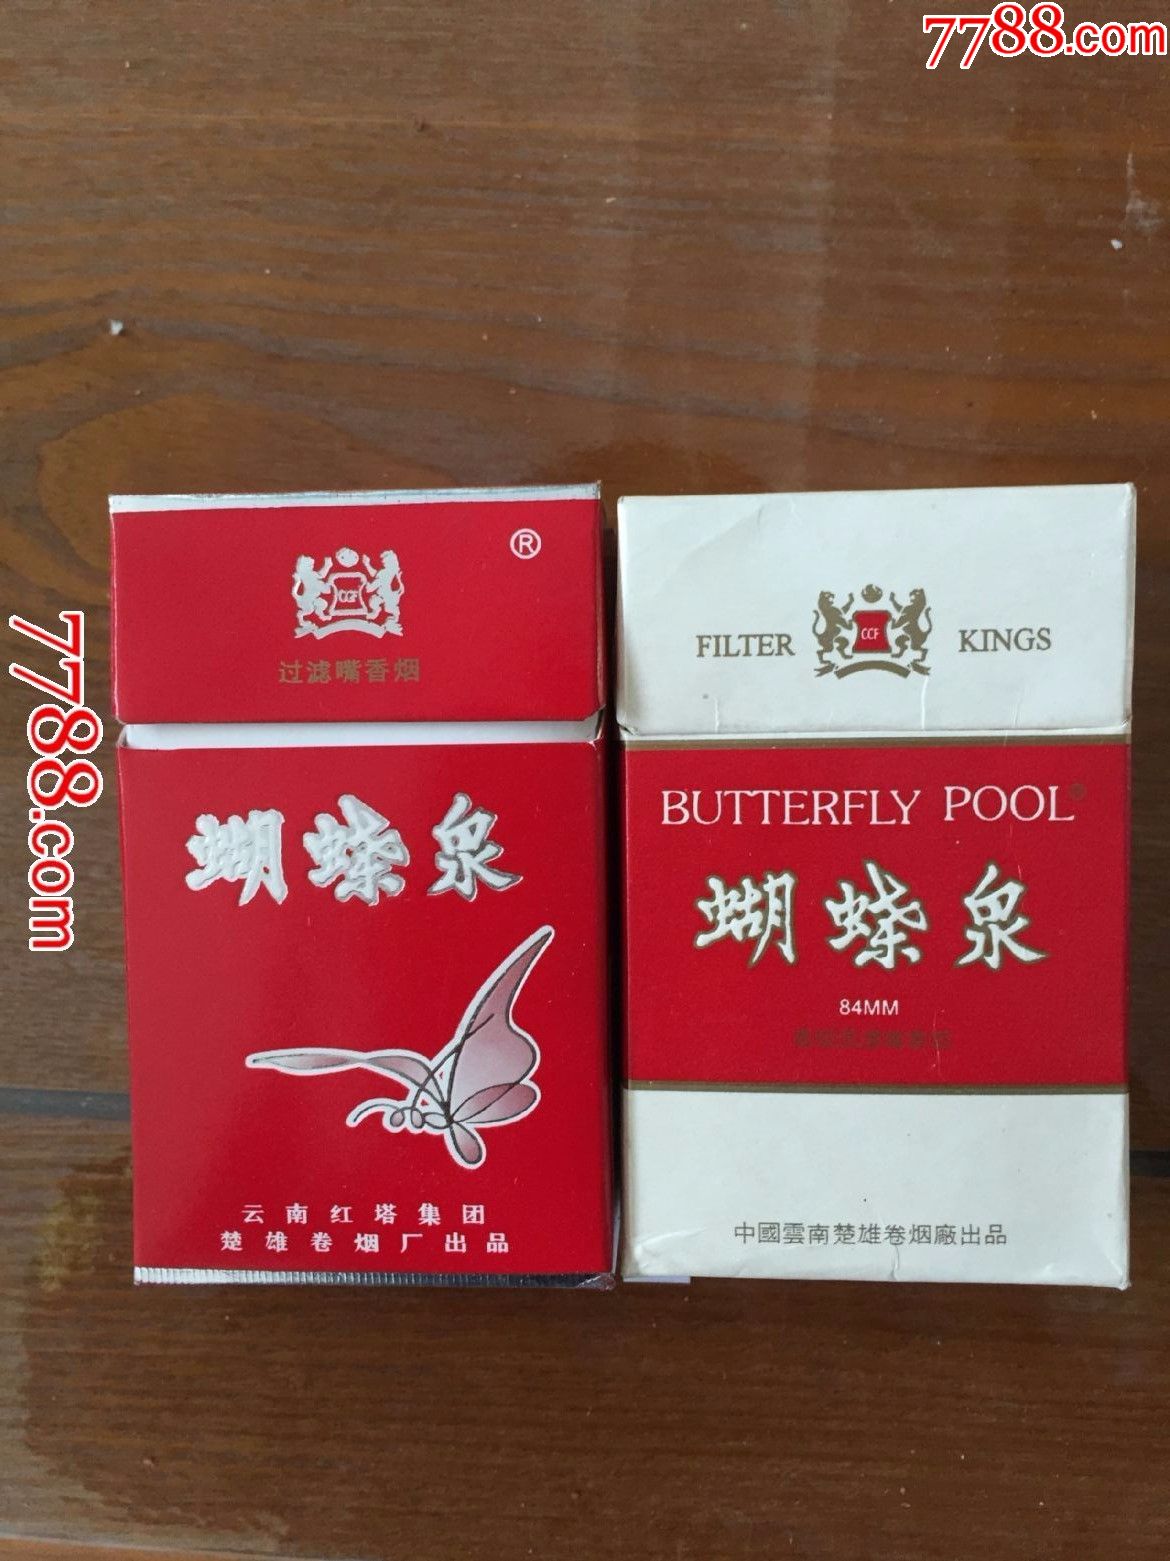 7788.com
7788.com
®
CCF
过滤嘴香烟
蝴蝶泉
云南红塔集团
楚雄卷烟厂出品
FILTER CCF KINGS
BUTTERFLY POOL®
蝴蝶泉
84MM
中國雲南楚雄卷烟廠出品